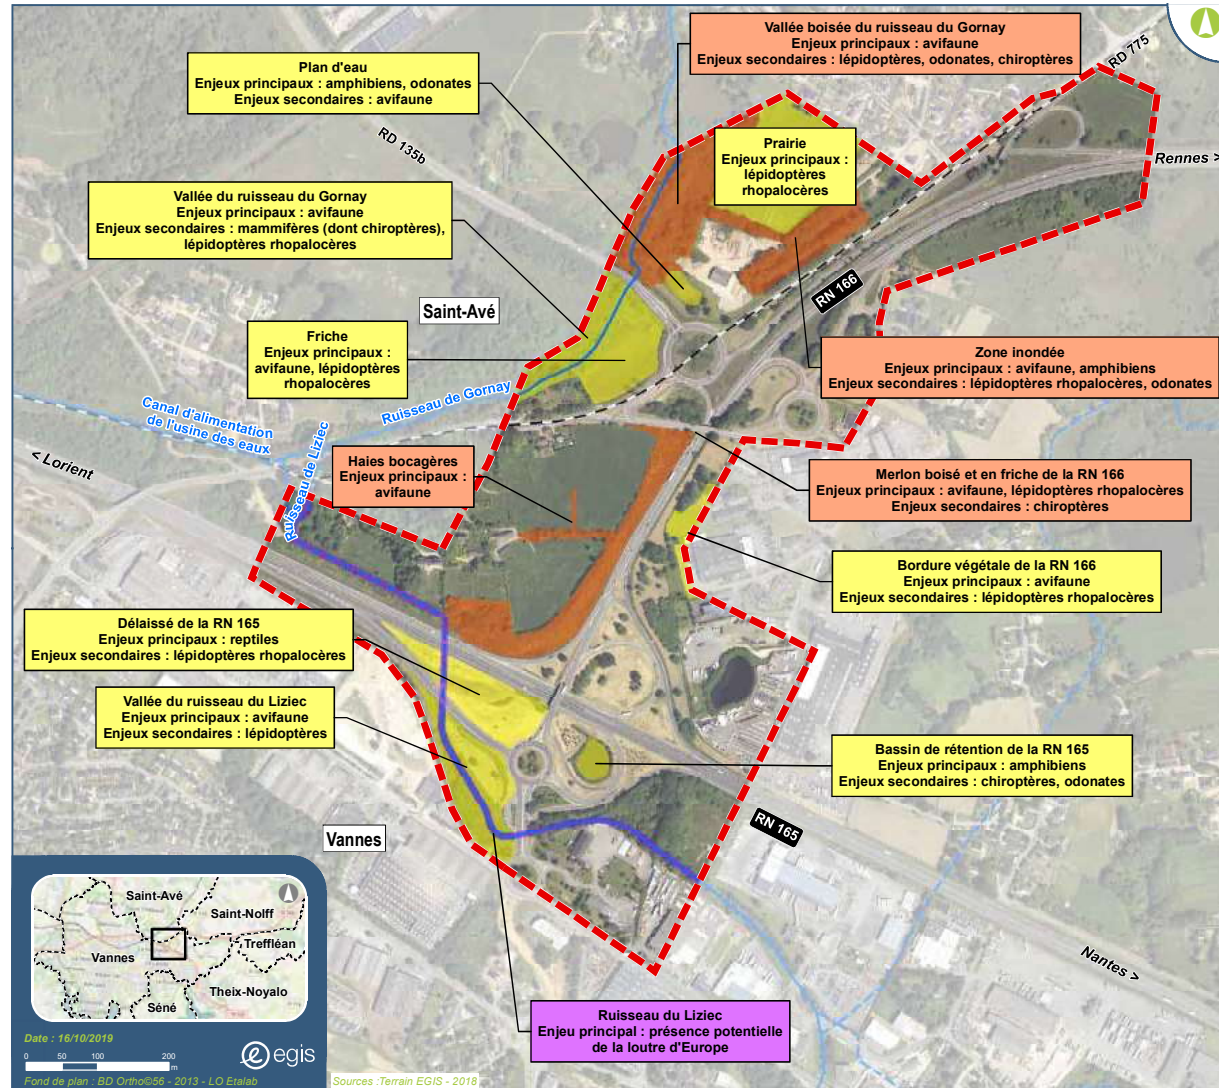 Vallée boisée du ruisseau du Gornay
Enjeux principaux : avifaune
Enjeux secondaires : lépidoptères, odonates, chiroptères
RD 775
Plan d'eau
Enjeux principaux : amphibiens, odonates
Enjeux secondaires : avifaune
RD 135b
Prairie
Enjeux principaux :
lépidoptères
rhopalocères
Rennes >
Vallée du ruisseau du Gornay
Enjeux principaux : avifaune
Enjeux secondaires : mammifères (dont chiroptères),
lépidoptères rhopalocères
RN 166
Saint-Avé
Friche
Enjeux principaux :
avifaune, lépidoptères
rhopalocères
Zone inondée
Enjeux principaux : avifaune, amphibiens
Enjeux secondaires : lépidoptères rhopalocères, odonates
Ruisseau de Gornay
Canal d'alimentation
de l'usine des eaux
< Lorient
Ruisseau de Liziec
Haies bocagères
Enjeux principaux :
avifaune
Merlon boisé et en friche de la RN 166
Enjeux principaux : avifaune, lépidoptères rhopalocères
Enjeux secondaires : chiroptères
Bordure végétale de la RN 166
Enjeux principaux : avifaune
Enjeux secondaires : lépidoptères rhopalocères
Délaissé de la RN 165
Enjeux principaux : reptiles
Enjeux secondaires : lépidoptères rhopalocères
Vallée du ruisseau du Liziec
Enjeux principaux : avifaune
Enjeux secondaires : lépidoptères
Bassin de rétention de la RN 165
Enjeux principaux : amphibiens
Enjeux secondaires : chiroptères, odonates
RN 165
Vannes
Nantes >
Saint-Avé
Saint-Nolff
Treffléan
Vannes
Theix-Noyalo
Séné
Ruisseau du Liziec
Enjeu principal : présence potentielle
de la loutre d'Europe
Date : 16/10/2019
0 50 100 200
m
egis
Fond de plan : BD Ortho©56 - 2013 - LO Etalab
Sources :Terrain EGIS - 2018